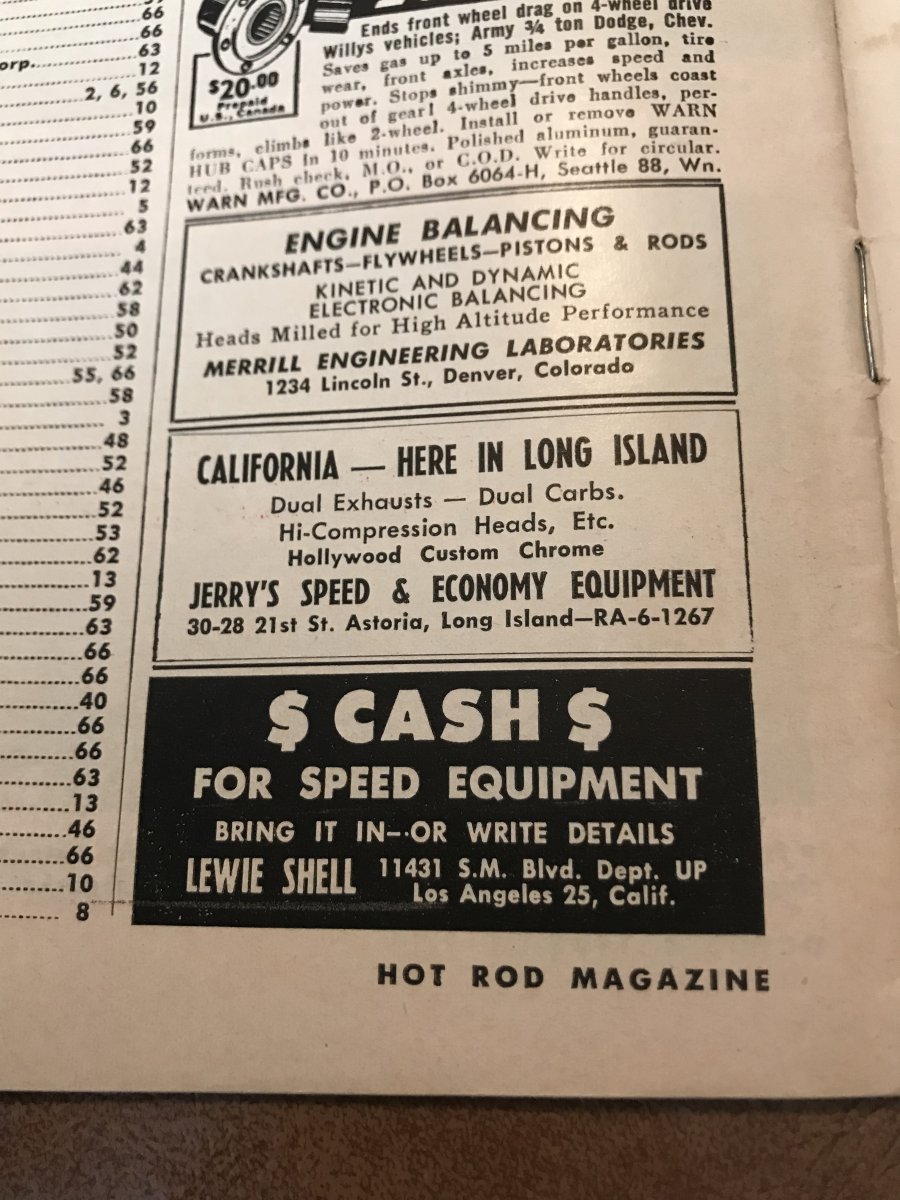 66
66
orp. 63
12
2, 6, 56
10
59
66
52
12
5
63
4
44
62
58
50
52
55, 66
58
3
48
52
46
52
53
62
13
59
63
66
66
40
66
66
63
13
46
66
10
8
$20.00
Prepaid
U.S., Canada
Ends front wheel drag on 4-wheel drive
Willys vehicles; Army ¾ ton Dodge, Chev.
Saves gas up to 5 miles per gallon, tire
wear, front axles, increases speed and
power. Stops shimmy—front wheels coast
out of gear! 4-wheel drive handles, per-
forms, climbs like 2-wheel. Install or remove WARN
HUB CAPS in 10 minutes. Polished aluminum, guaran-
teed. Rush check, M.O., or C.O.D. Write for circular.
WARN MFG. CO., P.O. Box 6064-H, Seattle 88, Wn.
ENGINE BALANCING
CRANKSHAFTS—FLYWHEELS—PISTONS & RODS
KINETIC AND DYNAMIC
ELECTRONIC BALANCING
Heads Milled for High Altitude Performance
MERRILL ENGINEERING LABORATORIES
1234 Lincoln St., Denver, Colorado
CALIFORNIA — HERE IN LONG ISLAND
Dual Exhausts — Dual Carbs.
Hi-Compression Heads, Etc.
Hollywood Custom Chrome
JERRY'S SPEED & ECONOMY EQUIPMENT
30-28 21st St. Astoria, Long Island—RA-6-1267
$ CASH $
FOR SPEED EQUIPMENT
BRING IT IN—OR WRITE DETAILS
LEWIE SHELL 11431 S.M. Blvd. Dept. UP
Los Angeles 25, Calif.
HOT ROD MAGAZINE